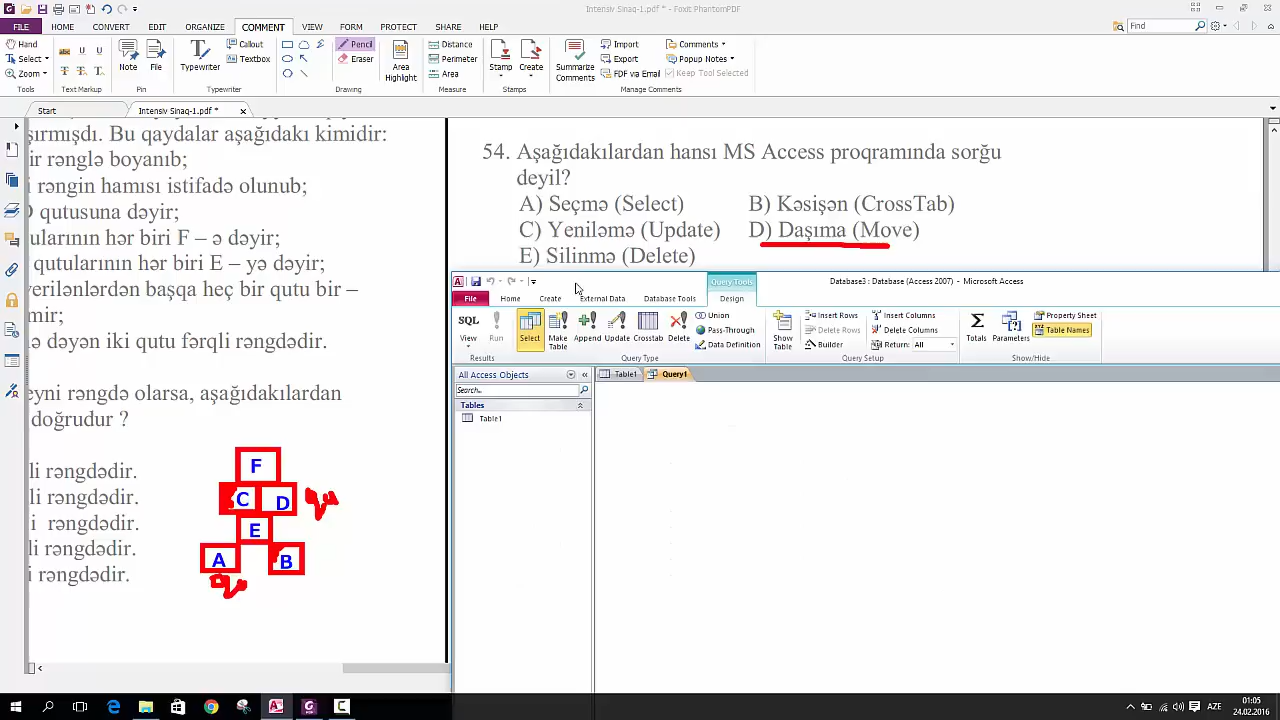 Intensiv Sinaq-1.pdf * - Foxit PhantomPDF
FILE HOME CONVERT EDIT ORGANIZE COMMENT VIEW FORM PROTECT SHARE HELP
Find
Hand
Select
Zoom
Tools
Text Markup
Note
File
Pin
Typewriter
Callout
Textbox
Typewriter
Pencil
Eraser
Drawing
Area Highlight
Distance
Perimeter
Area
Measure
Stamp
Create
Stamps
Summarize Comments
Import
Export
PDF və Email
Comments
Popup Notes
Keep Tool Selected
Manage Comments
Start
Intensiv Sinaq-1.pdf *
şırmışdı. Bu qaydalar aşağıdakı kimidir:
ir rənglə boyanıb;
i rəngin hamısı istifadə olunub;
D qutusuna dəyir;
qutularının hər biri F – ə dəyir;
qutularının hər biri E – yə dəyir;
verilənlərdən başqa heç bir qutu bir –
mir;
ə dəyən iki qutu fərqli rəngdədir.
eyni rəngdə olarsa, aşağıdakılardan
doğrudur ?
li rəngdədir.
li rəngdədir.
i rəngdədir.
li rəngdədir.
i rəngdədir.
F
C D qu
E
A B
qu
54. Aşağıdakılardan hansı MS Access proqramında sorğu
deyil?
A) Seçmə (Select) B) Kəsişən (CrossTab)
C) Yeniləmə (Update) D) Daşıma (Move)
E) Silinmə (Delete)
Query Tools
Database3 : Database (Access 2007) - Microsoft Access
File Home Create External Data Database Tools Design
SQL View
Run
Results
Select
Make Table
Append
Update
Crosstab
Delete
Union
Pass-Through
Data Definition
Query Type
Show Table
Insert Rows
Delete Rows
Builder
Insert Columns
Delete Columns
Return: All
Query Setup
Totals
Parameters
Property Sheet
Table Names
Show/Hide
All Access Objects
Search...
Tables
Table1
Table1 Query1
AZE
01:05
24.02.2016